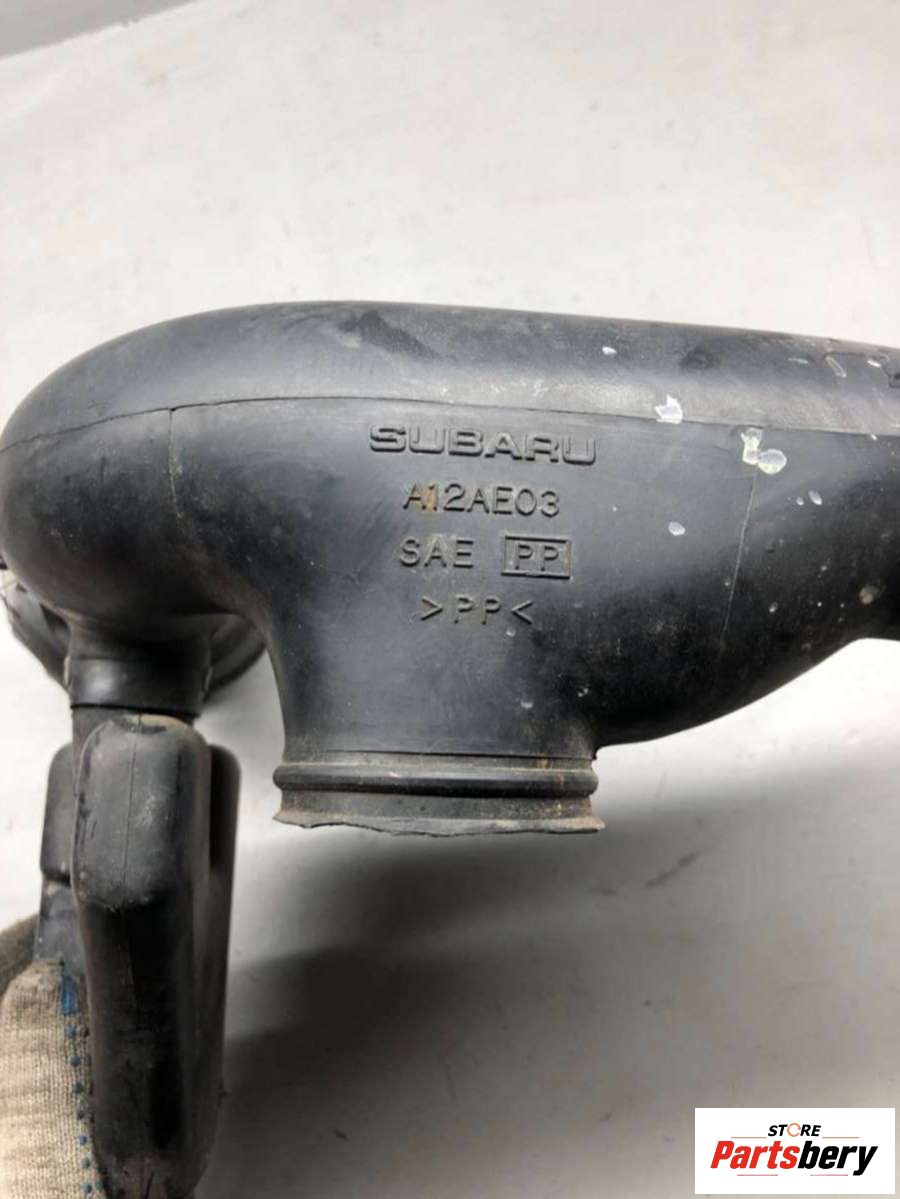 SUBARU
A12AE03
SAE PP
>PP<
STORE
Partsbery